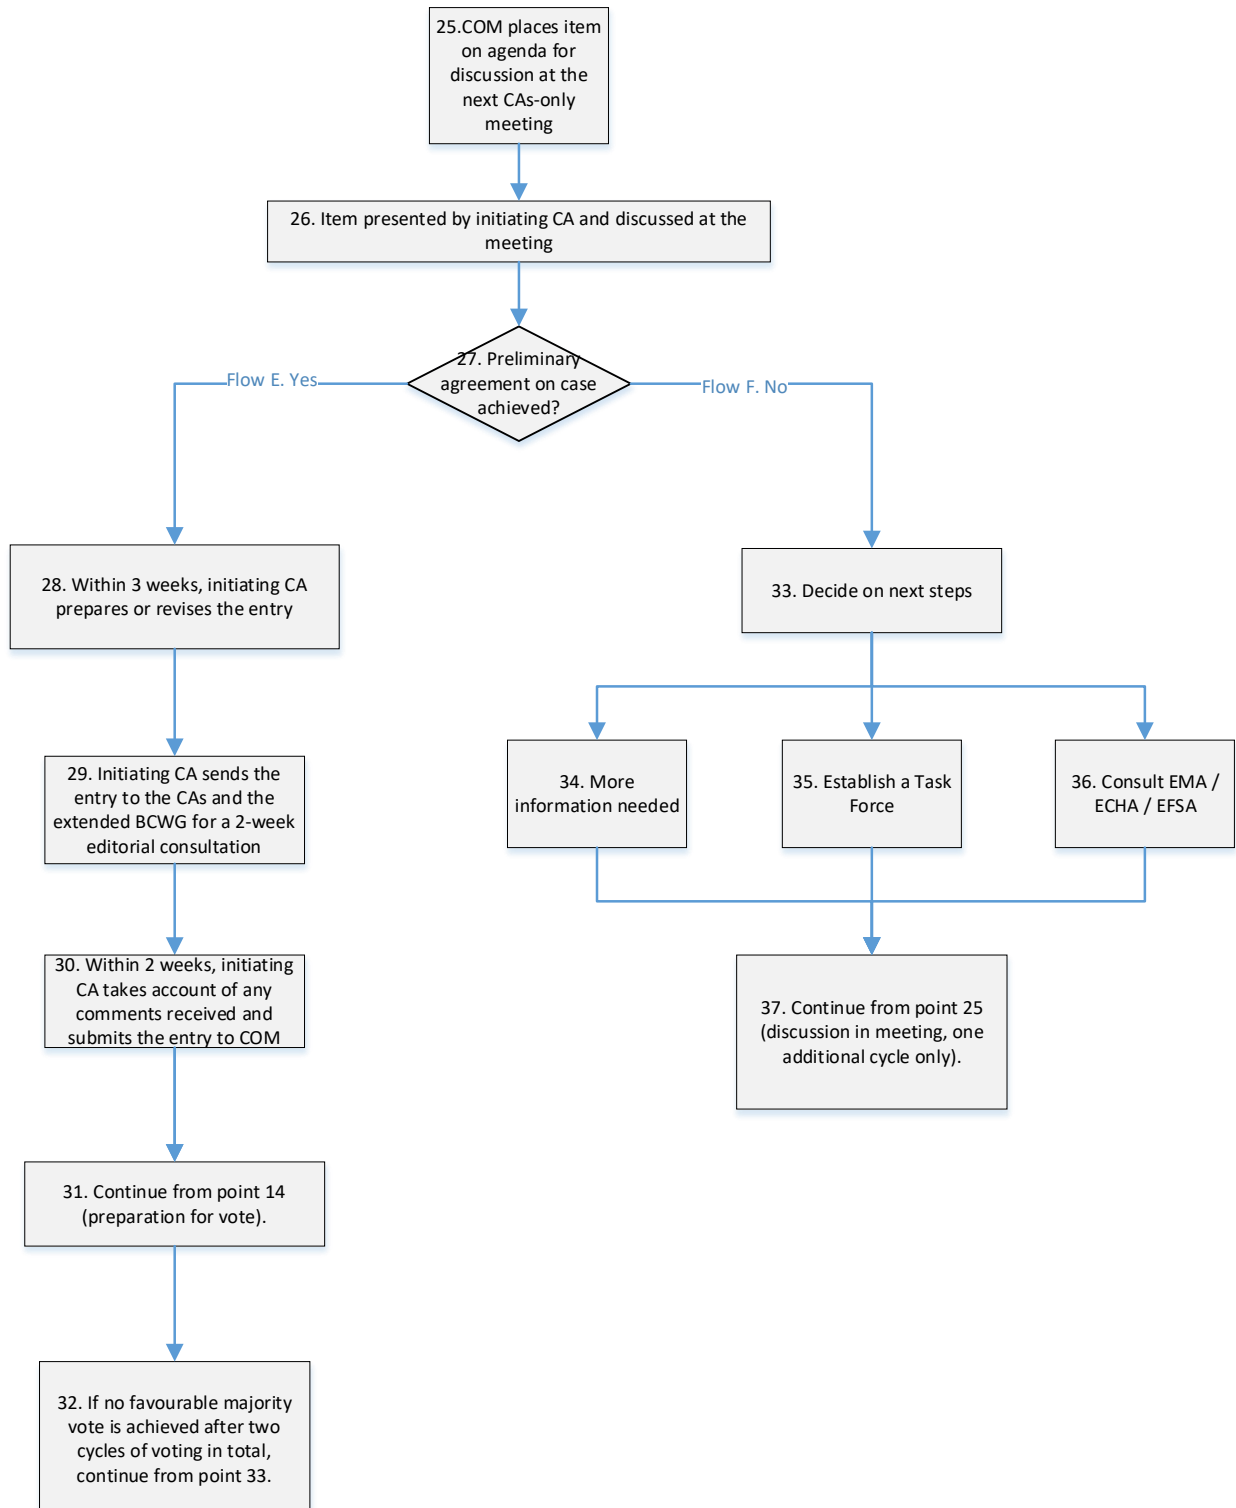 25.COM places item
on agenda for
discussion at the
next CAs-only
meeting
26. Item presented by initiating CA and discussed at the
meeting
27. Preliminary
agreement on case
achieved?
Flow E. Yes
Flow F. No
28. Within 3 weeks, initiating CA
prepares or revises the entry
29. Initiating CA sends the
entry to the CAs and the
extended BCWG for a 2-week
editorial consultation
30. Within 2 weeks, initiating
CA takes account of any
comments received and
submits the entry to COM
31. Continue from point 14
(preparation for vote).
32. If no favourable majority
vote is achieved after two
cycles of voting in total,
continue from point 33.
33. Decide on next steps
34. More
information needed
35. Establish a Task
Force
36. Consult EMA /
ECHA / EFSA
37. Continue from point 25
(discussion in meeting, one
additional cycle only).